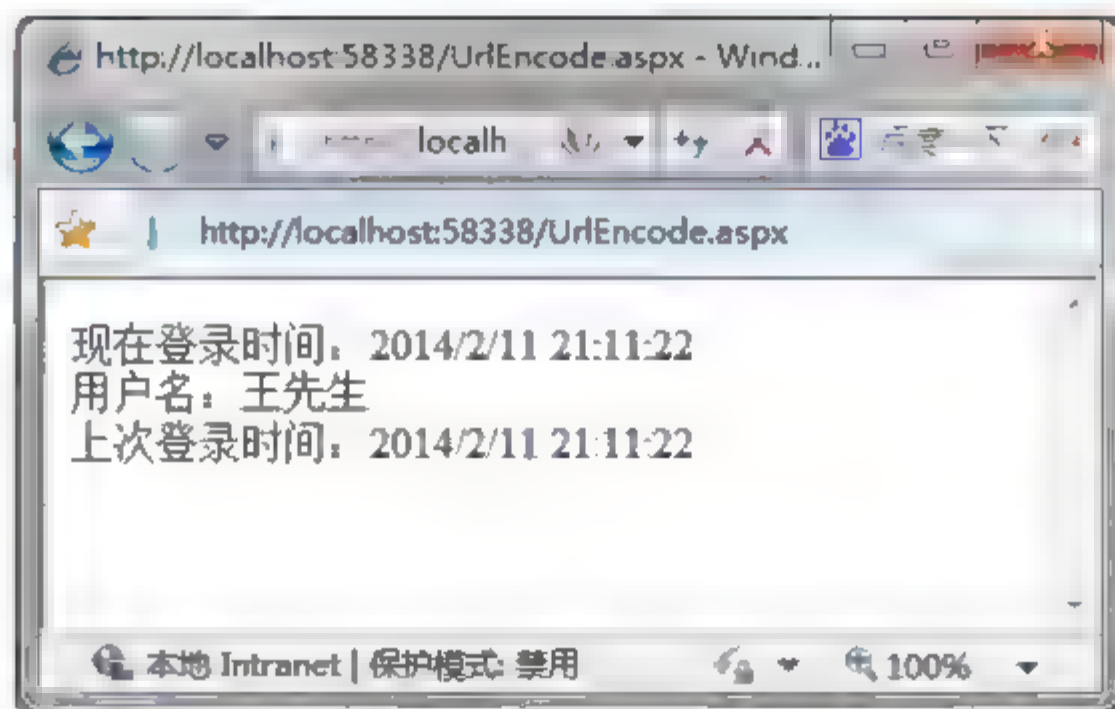 http://localhost:58338/UrlEncode.aspx - Wind...
localh
http://localhost:58338/UrlEncode.aspx
现在登录时间：2014/2/11 21:11:22
用户名：王先生
上次登录时间：2014/2/11 21:11:22
本地 Intranet | 保护模式: 禁用
100%